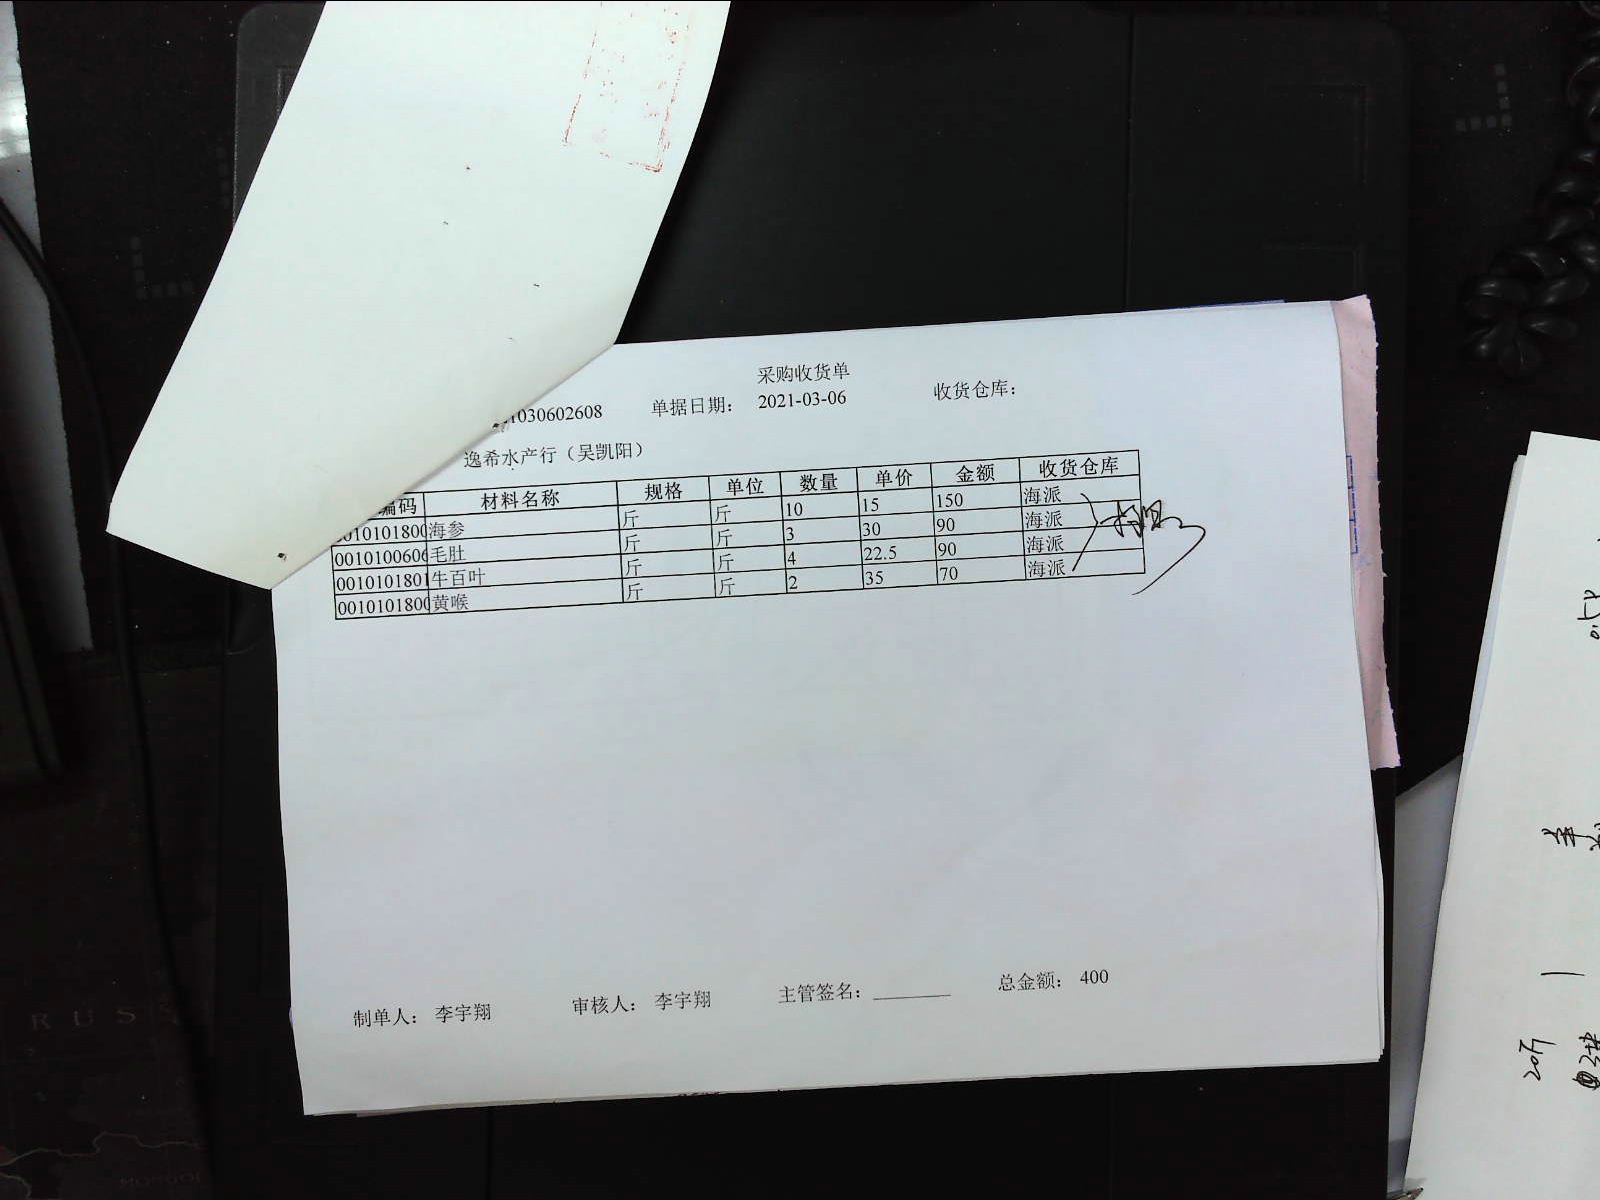 采购收货单
1030602608 单据日期： 2021-03-06 收货仓库：
逸希水产行（吴凯阳）
编码 材料名称 规格 单位 数量 单价 金额 收货仓库
0010101800 海参 斤 斤 10 15 150 海派
0010100606 毛肚 斤 斤 3 30 90 海派
0010101801 牛百叶 斤 斤 4 22.5 90 海派
0010101800 黄喉 斤 斤 2 35 70 海派
制单人： 李宇翔 审核人： 李宇翔 主管签名： 总金额： 400
RUSS
20斤